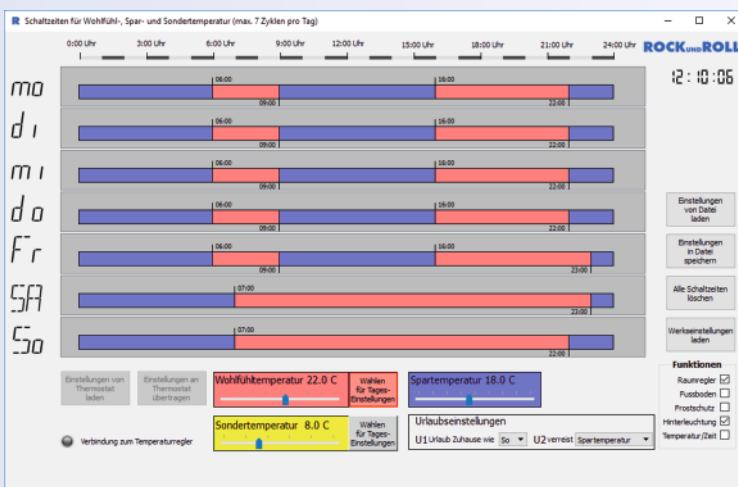 R Schaltzeiten für Wohlfühl-, Spar- und Sondertemperatur (max. 7 Zyklen pro Tag)
0:00 Uhr 3:00 Uhr 6:00 Uhr 9:00 Uhr 12:00 Uhr 15:00 Uhr 18:00 Uhr 21:00 Uhr 24:00 Uhr
ROCK UND ROLL
12:10:06
mo
06:00 16:00
09:00 22:00
di
06:00 16:00
09:00 22:00
mi
06:00 16:00
09:00 22:00
do
06:00 16:00
09:00 22:00
Fr
06:00 16:00
09:00 23:00
SA
07:00
23:00
So
07:00
22:00
Einstellungen
von Datei
laden
Einstellungen
in Datei
speichern
Alle Schaltzeiten
löschen
Werkseinstellungen
laden
Einstellungen von
Thermostat
laden
Einstellungen an
Thermostat
übertragen
Wohlfühltemperatur 22.0 C
Wahlen
für Tages-
Einstellungen
Spartemperatur 18.0 C
Sondertemperatur 8.0 C
Wahlen
für Tages-
Einstellungen
Urlaubseinstellungen
U1 Urlaub Zuhause wie So U2 verreist Spartemperatur
Verbindung zum Temperaturregler
Funktionen
Raumregler
Fussboden
Frostschutz
Hinterleuchtung
Temperatur/Zeit